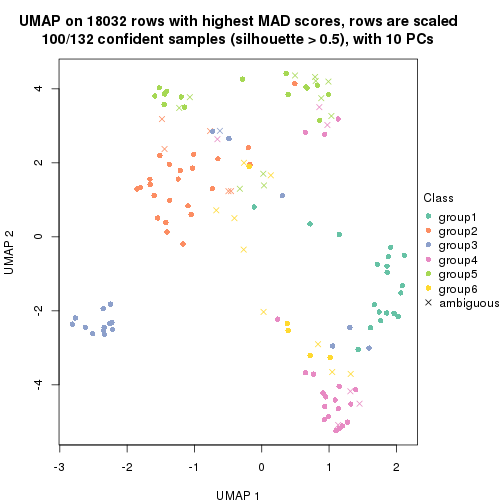 UMAP on 18032 rows with highest MAD scores, rows are scaled
100/132 confident samples (silhouette > 0.5), with 10 PCs
4
2
0
-2
-4
UMAP 2
-3
-2
-1
0
1
2
UMAP 1
Class
group1
group2
group3
group4
group5
group6
ambiguous